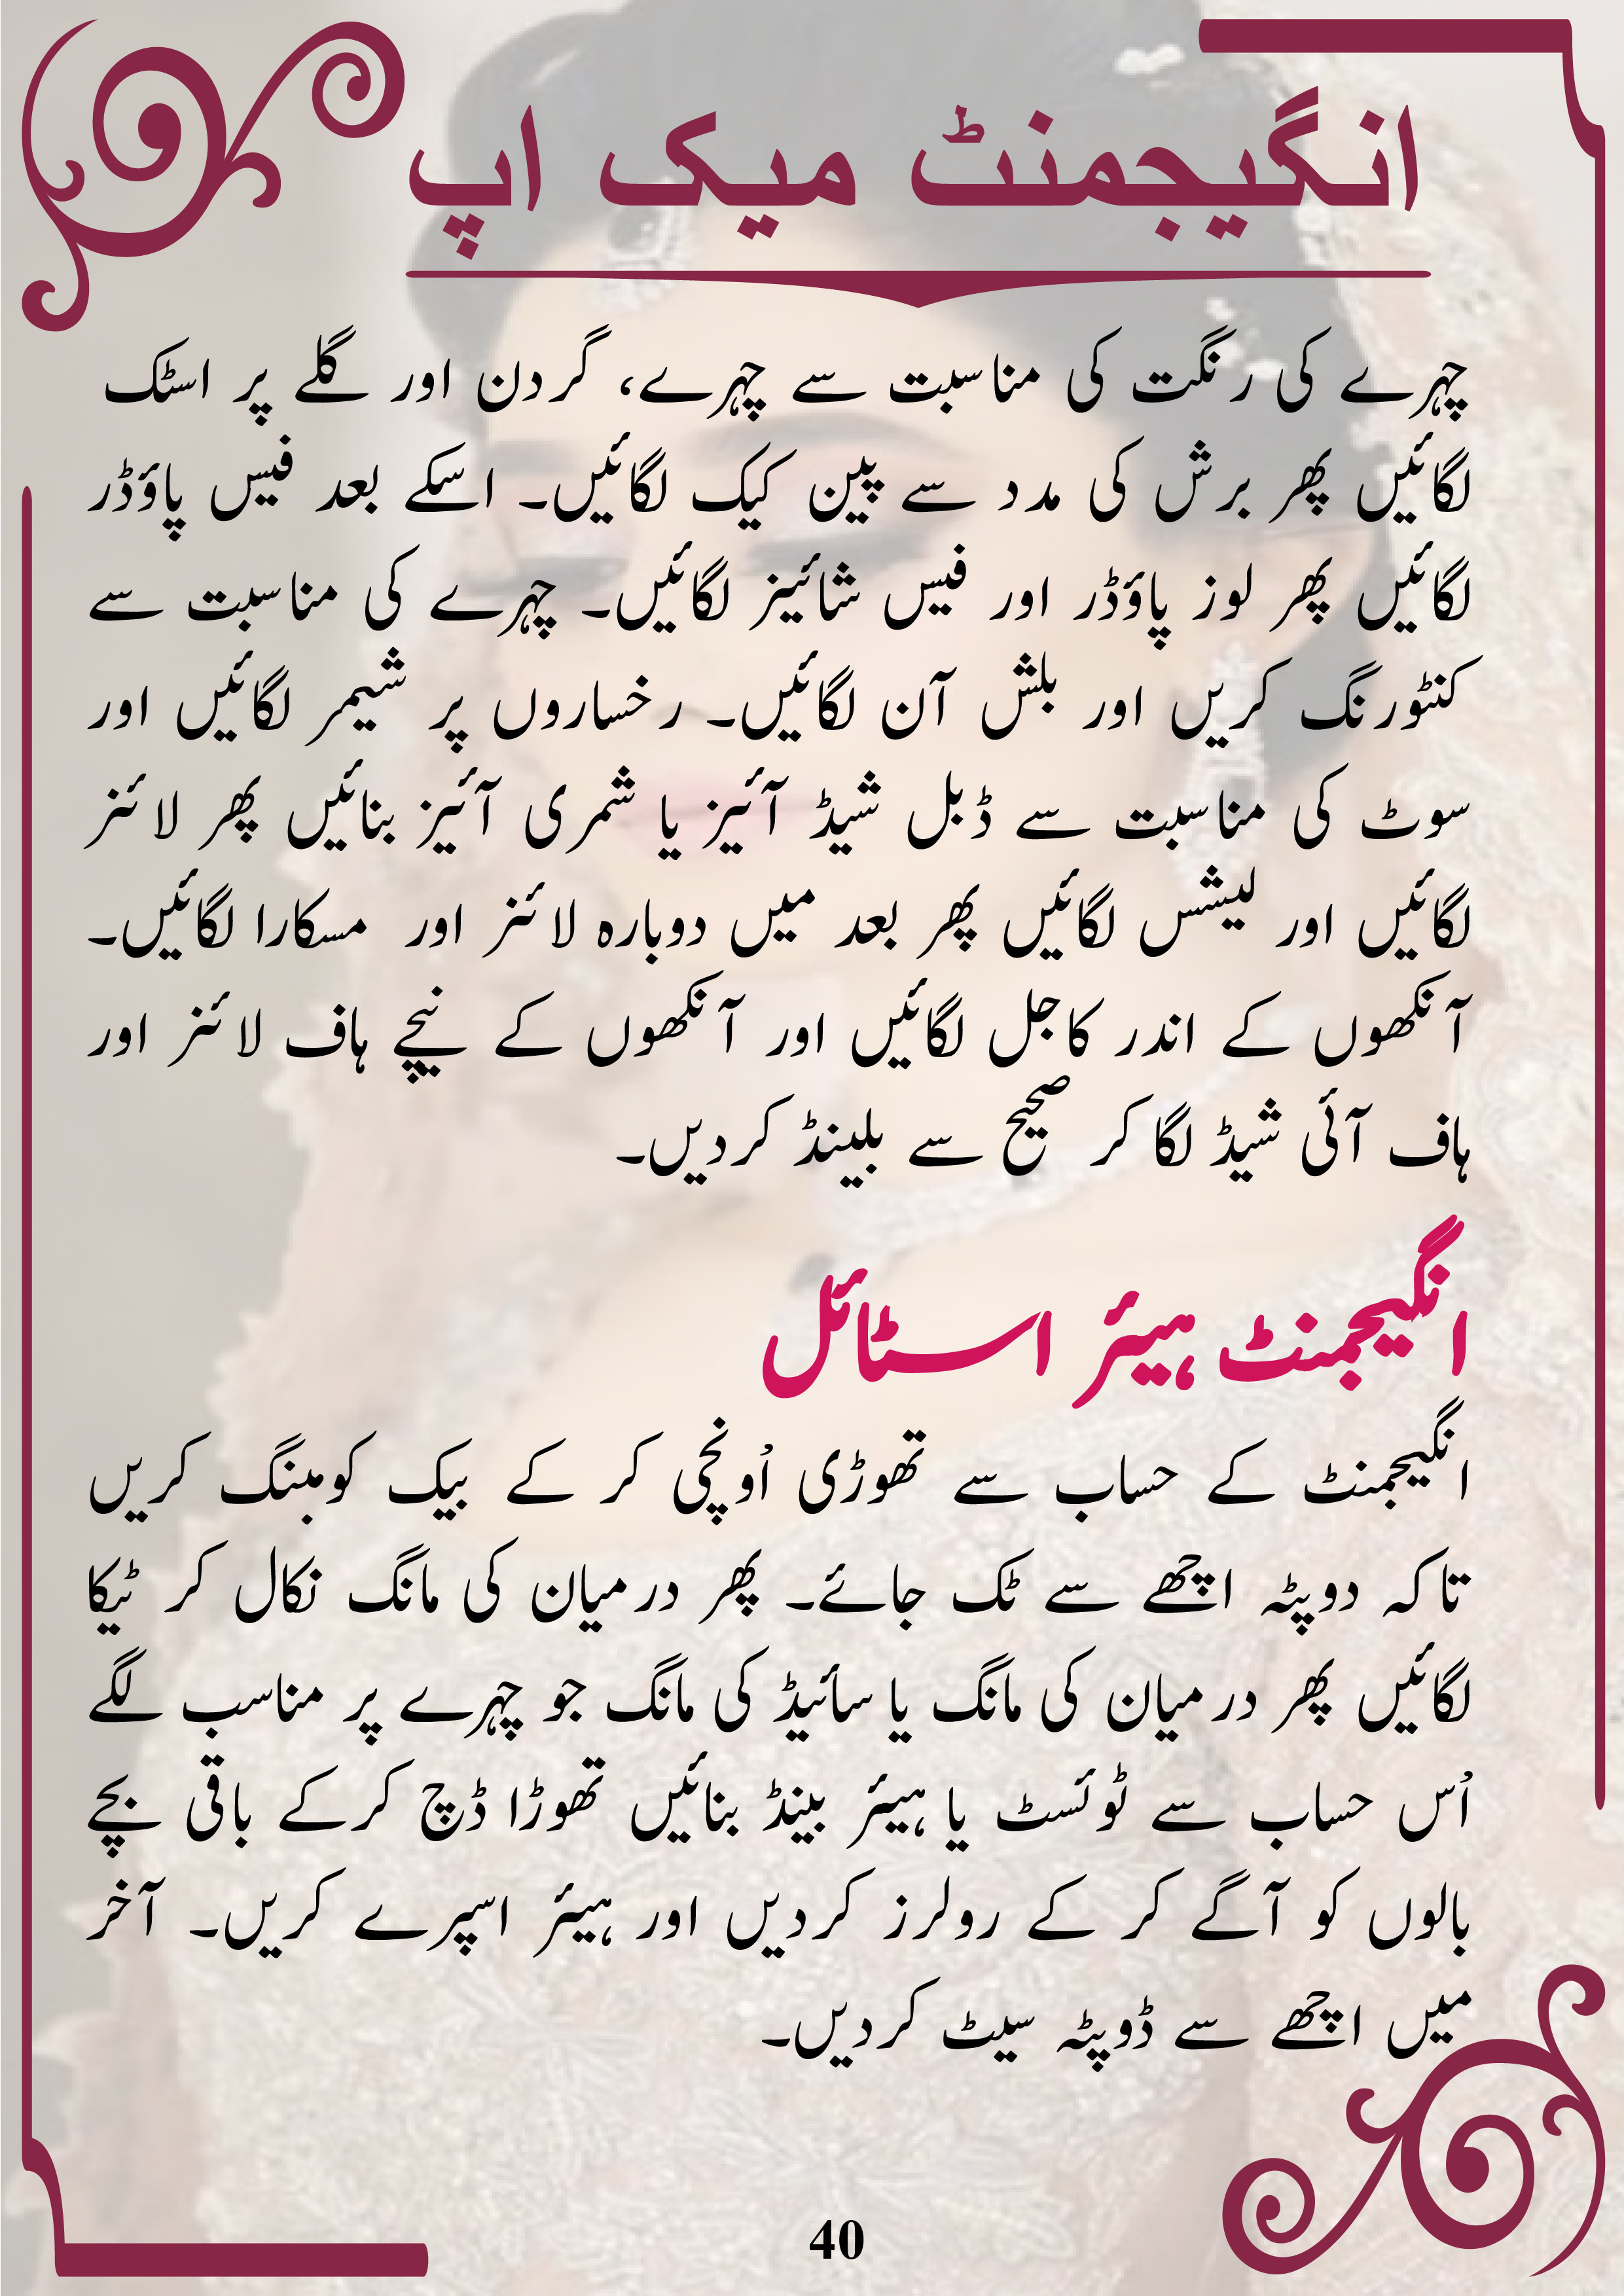 انگیجمنٹ میک اپ
چہرے کی رنگت کی مناسبت سے چہرے، گردن اور گلے پر اسٹک
لگائیں پھر برش کی مدد سے پین کیک لگائیں۔ اسکے بعد فیس پاؤڈر
لگائیں پھر لوز پاؤڈر اور فیس شائینز لگائیں۔ چہرے کی مناسبت سے
کنٹورنگ کریں اور بلش آن لگائیں۔ رخساروں پر شیمر لگائیں اور
سوٹ کی مناسبت سے ڈبل شیڈ آئیز یا شمری آئیز بنائیں پھر لائنر
لگائیں اور لیشس لگائیں پھر بعد میں دوبارہ لائنر اور مسکارا لگائیں۔
آنکھوں کے اندر کاجل لگائیں اور آنکھوں کے نیچے ہاف لائنر اور
ہاف آئی شیڈ لگا کر صحیح سے بلینڈ کردیں۔
انگیجمنٹ ہیئر اسٹائل
انگیجمنٹ کے حساب سے تھوڑی اُونچی کر کے بیک کومبنگ کریں
تاکہ دوپٹہ اچھے سے ٹک جائے۔ پھر درمیان کی مانگ نکال کر ٹیکا
لگائیں پھر درمیان کی مانگ یا سائیڈ کی مانگ جو چہرے پر مناسب لگے
اُس حساب سے ٹوئسٹ یا ہیئر بینڈ بنائیں تھوڑا ڈچ کرکے باقی بچے
بالوں کو آگے کر کے رولرز کردیں اور ہیئر اسپرے کریں۔ آخر
میں اچھے سے ڈوپٹہ سیٹ کردیں۔
40